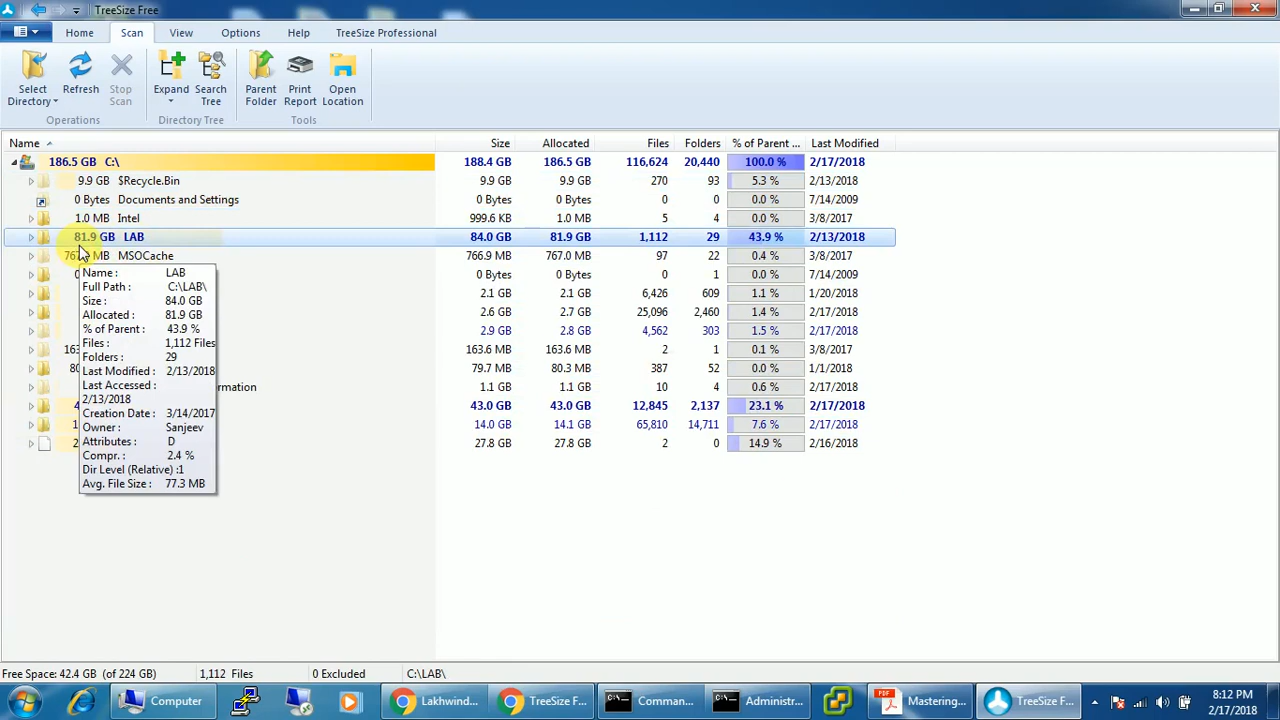 TreeSize Free
Home Scan View Options Help TreeSize Professional
Select Directory Refresh Stop Scan Expand Search Tree Parent Folder Print Report Open Location
Operations Directory Tree Tools
Name Size Allocated Files Folders % of Parent ... Last Modified
186.5 GB C:\ 188.4 GB 186.5 GB 116,624 20,440 100.0 % 2/17/2018
9.9 GB $Recycle.Bin 9.9 GB 9.9 GB 270 93 5.3 % 2/13/2018
0 Bytes Documents and Settings 0 Bytes 0 Bytes 0 0 0.0 % 7/14/2009
1.0 MB Intel 999.6 KB 1.0 MB 5 4 0.0 % 3/8/2017
81.9 GB LAB 84.0 GB 81.9 GB 1,112 29 43.9 % 2/13/2018
MB MSOCache 766.9 MB 767.0 MB 97 22 0.4 % 2/13/2018
0 Bytes 0 Bytes 0 1 0.0 % 7/14/2009
2.1 GB 2.1 GB 6,426 609 1.1 % 1/20/2018
2.6 GB 2.7 GB 25,096 2,460 1.4 % 2/17/2018
2.9 GB 2.8 GB 4,562 303 1.5 % 2/17/2018
163.6 MB 163.6 MB 2 1 0.1 % 3/8/2017
79.7 MB 80.3 MB 387 52 0.0 % 1/1/2018
rmation 1.1 GB 1.1 GB 10 4 0.6 % 2/17/2018
43.0 GB 43.0 GB 12,845 2,137 23.1 % 2/17/2018
14.0 GB 14.1 GB 65,810 14,711 7.6 % 2/17/2018
27.8 GB 27.8 GB 2 0 14.9 % 2/16/2018
Name : LAB
Full Path : C:\LAB\
Size : 84.0 GB
Allocated : 81.9 GB
% of Parent : 43.9 %
Files : 1,112 Files
Folders : 29
Last Modified : 2/13/2018
Last Accessed :
2/13/2018
Creation Date : 3/14/2017
Owner : Sanjeev
Attributes : D
Compr. : 2.4 %
Dir Level (Relative) :1
Avg. File Size : 77.3 MB
Free Space: 42.4 GB (of 224 GB) 1,112 Files 0 Excluded C:\LAB\
Computer Lakhwind... TreeSize F... Comman... Administr... Mastering... TreeSize F... 8:12 PM
2/17/2018